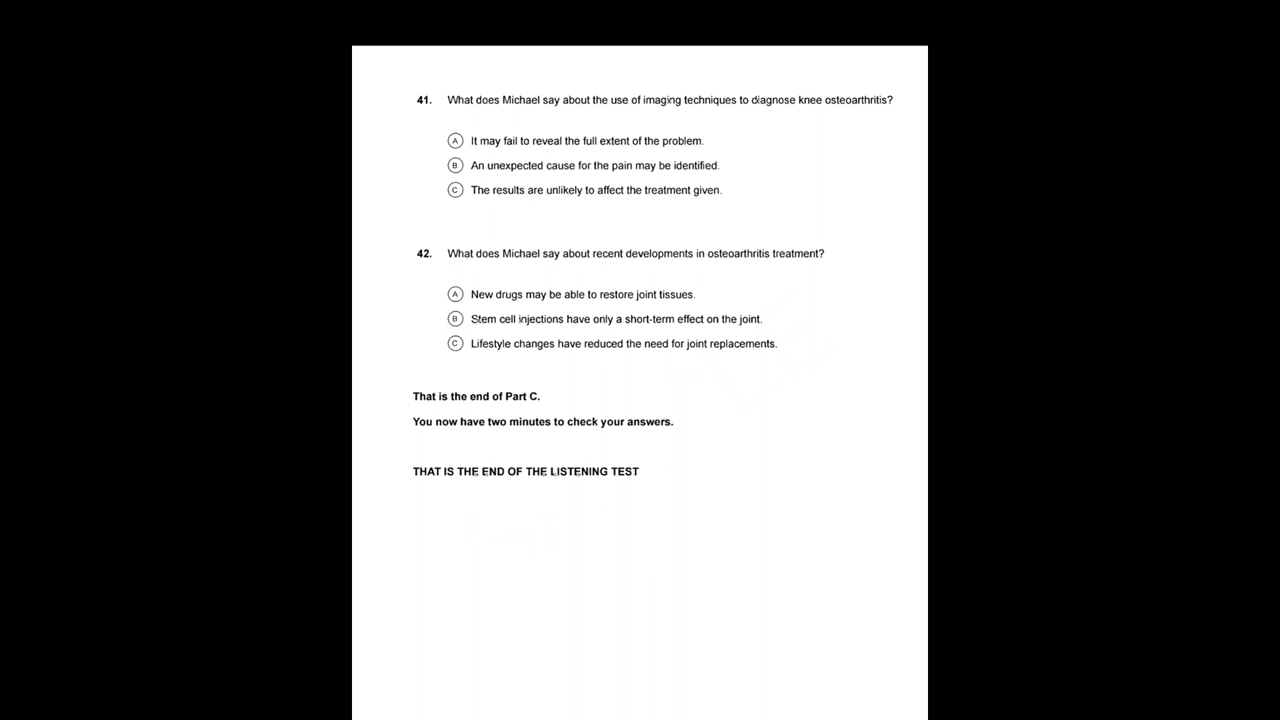 41. What does Michael say about the use of imaging techniques to diagnose knee osteoarthritis?
A It may fail to reveal the full extent of the problem.
B An unexpected cause for the pain may be identified.
C The results are unlikely to affect the treatment given.
42. What does Michael say about recent developments in osteoarthritis treatment?
A New drugs may be able to restore joint tissues.
B Stem cell injections have only a short-term effect on the joint.
C Lifestyle changes have reduced the need for joint replacements.
That is the end of Part C.
You now have two minutes to check your answers.
THAT IS THE END OF THE LISTENING TEST